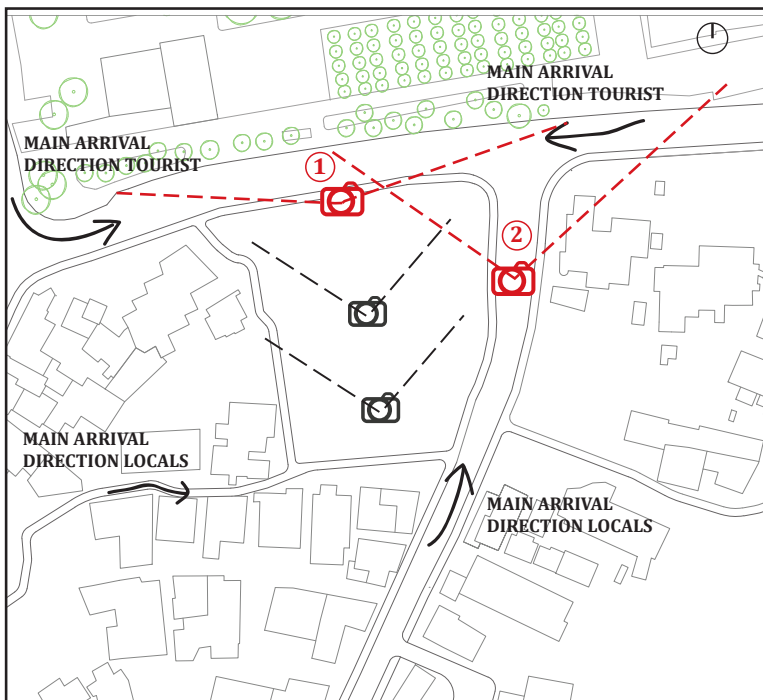 MAIN ARRIVAL
DIRECTION TOURIST
MAIN ARRIVAL
DIRECTION TOURIST
1
2
MAIN ARRIVAL
DIRECTION LOCALS
MAIN ARRIVAL
DIRECTION LOCALS